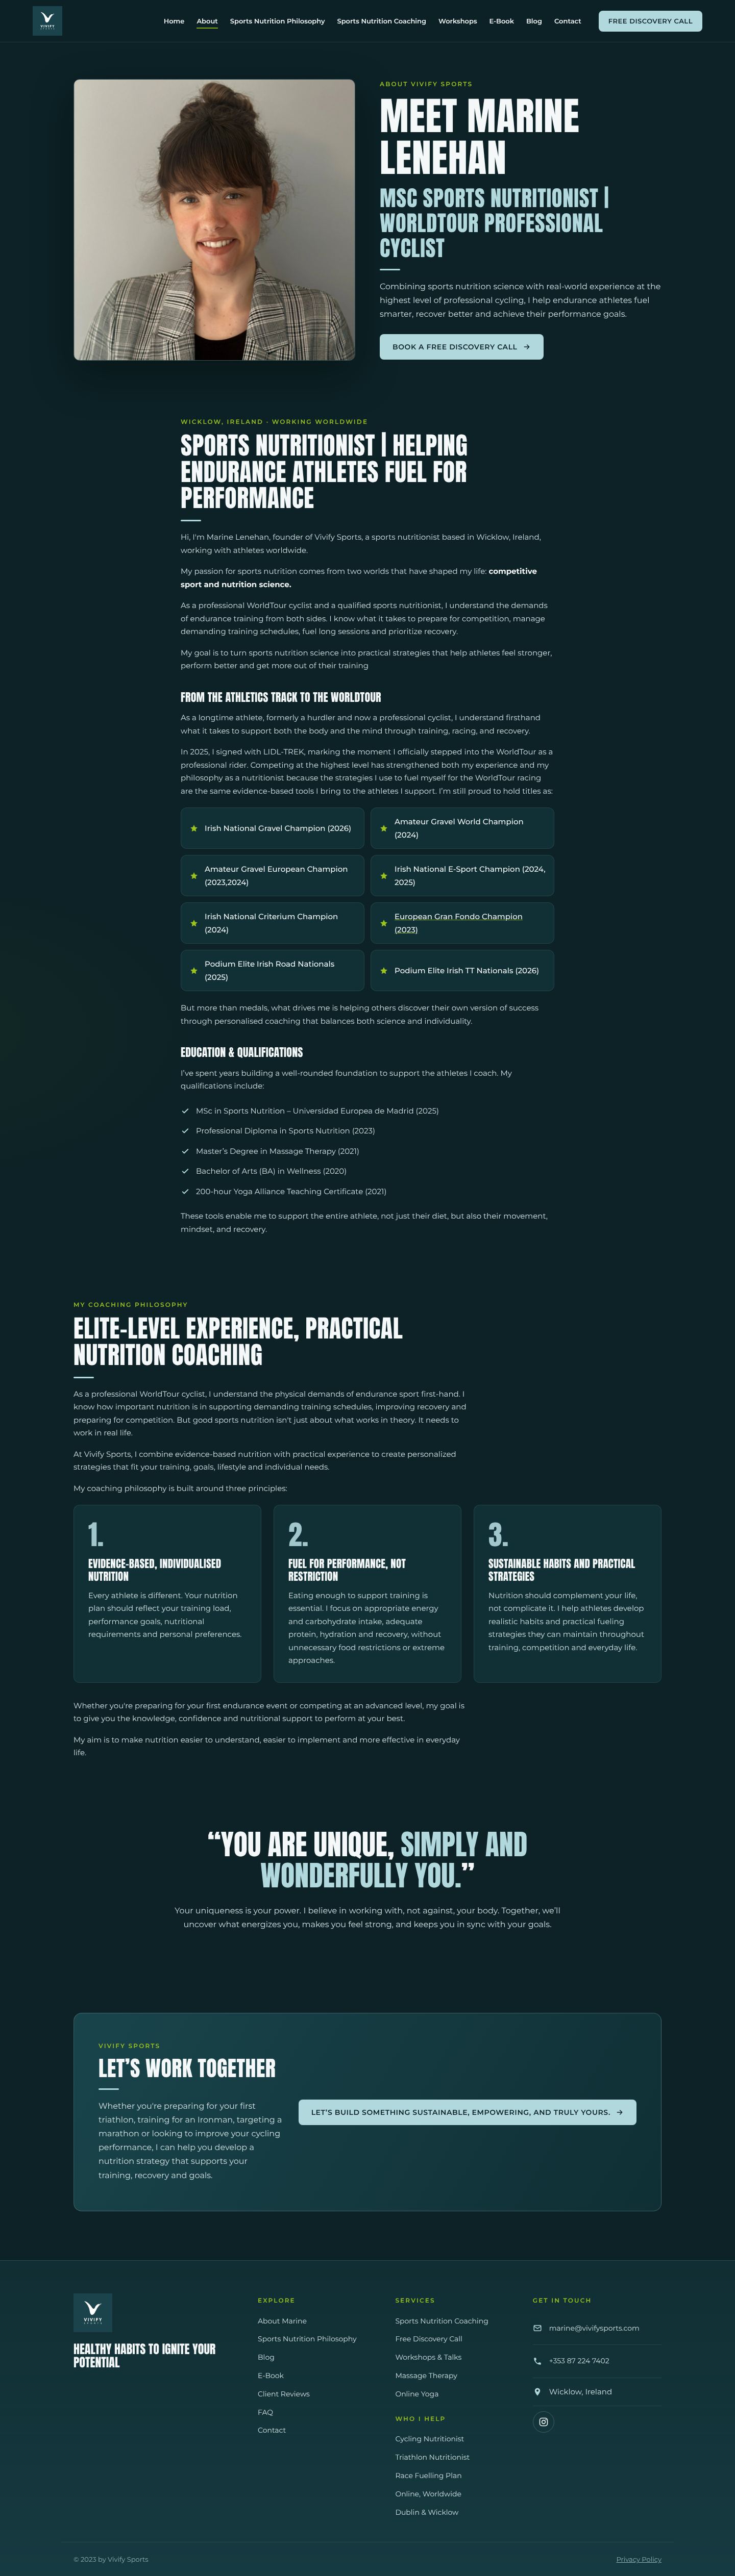 VIVIFY
SPORTS
Home
About
Sports Nutrition Philosophy
Sports Nutrition Coaching
Workshops
E-Book
Blog
Contact
FREE DISCOVERY CALL
ABOUT VIVIFY SPORTS
MEET MARINE
LENEHAN
MSC SPORTS NUTRITIONIST |
WORLDTOUR PROFESSIONAL
CYCLIST
Combining sports nutrition science with real-world experience at the
highest level of professional cycling, I help endurance athletes fuel
smarter, recover better and achieve their performance goals.
BOOK A FREE DISCOVERY CALL →
WICKLOW, IRELAND · WORKING WORLDWIDE
SPORTS NUTRITIONIST | HELPING
ENDURANCE ATHLETES FUEL FOR
PERFORMANCE
Hi, I'm Marine Lenehan, founder of Vivify Sports, a sports nutritionist based in Wicklow, Ireland,
working with athletes worldwide.
My passion for sports nutrition comes from two worlds that have shaped my life: competitive
sport and nutrition science.
As a professional WorldTour cyclist and a qualified sports nutritionist, I understand the demands
of endurance training from both sides. I know what it takes to prepare for competition, manage
demanding training schedules, fuel long sessions and prioritize recovery.
My goal is to turn sports nutrition science into practical strategies that help athletes feel stronger,
perform better and get more out of their training
FROM THE ATHLETICS TRACK TO THE WORLDTOUR
As a longtime athlete, formerly a hurdler and now a professional cyclist, I understand firsthand
what it takes to support both the body and the mind through training, racing, and recovery.
In 2025, I signed with LIDL-TREK, marking the moment I officially stepped into the WorldTour as a
professional rider. Competing at the highest level has strengthened both my experience and my
philosophy as a nutritionist because the strategies I use to fuel myself for the WorldTour racing
are the same evidence-based tools I bring to the athletes I support. I'm still proud to hold titles as:
Irish National Gravel Champion (2026)
Amateur Gravel World Champion
(2024)
Amateur Gravel European Champion
(2023,2024)
Irish National E-Sport Champion (2024,
2025)
Irish National Criterium Champion
(2024)
European Gran Fondo Champion
(2023)
Podium Elite Irish Road Nationals
(2025)
Podium Elite Irish TT Nationals (2026)
But more than medals, what drives me is helping others discover their own version of success
through personalised coaching that balances both science and individuality.
EDUCATION & QUALIFICATIONS
I've spent years building a well-rounded foundation to support the athletes I coach. My
qualifications include:
MSc in Sports Nutrition – Universidad Europea de Madrid (2025)
Professional Diploma in Sports Nutrition (2023)
Master's Degree in Massage Therapy (2021)
Bachelor of Arts (BA) in Wellness (2020)
200-hour Yoga Alliance Teaching Certificate (2021)
These tools enable me to support the entire athlete, not just their diet, but also their movement,
mindset, and recovery.
MY COACHING PHILOSOPHY
ELITE-LEVEL EXPERIENCE, PRACTICAL
NUTRITION COACHING
As a professional WorldTour cyclist, I understand the physical demands of endurance sport first-hand. I
know how important nutrition is in supporting demanding training schedules, improving recovery and
preparing for competition. But good sports nutrition isn't just about what works in theory. It needs to
work in real life.
At Vivify Sports, I combine evidence-based nutrition with practical experience to create personalized
strategies that fit your training, goals, lifestyle and individual needs.
My coaching philosophy is built around three principles:
1.
EVIDENCE-BASED, INDIVIDUALISED
NUTRITION
Every athlete is different. Your nutrition
plan should reflect your training load,
performance goals, nutritional
requirements and personal preferences.
2.
FUEL FOR PERFORMANCE, NOT
RESTRICTION
Eating enough to support training is
essential. I focus on appropriate energy
and carbohydrate intake, adequate
protein, hydration and recovery, without
unnecessary food restrictions or extreme
approaches.
3.
SUSTAINABLE HABITS AND PRACTICAL
STRATEGIES
Nutrition should complement your life,
not complicate it. I help athletes develop
realistic habits and practical fueling
strategies they can maintain throughout
training, competition and everyday life.
Whether you're preparing for your first endurance event or competing at an advanced level, my goal is
to give you the knowledge, confidence and nutritional support to perform at your best.
My aim is to make nutrition easier to understand, easier to implement and more effective in everyday
life.
“YOU ARE UNIQUE, SIMPLY AND
WONDERFULLY YOU.”
Your uniqueness is your power. I believe in working with, not against, your body. Together, we'll
uncover what energizes you, makes you feel strong, and keeps you in sync with your goals.
VIVIFY SPORTS
LET'S WORK TOGETHER
Whether you're preparing for your first
triathlon, training for an Ironman, targeting a
marathon or looking to improve your cycling
performance, I can help you develop a
nutrition strategy that supports your
training, recovery and goals.
LET'S BUILD SOMETHING SUSTAINABLE, EMPOWERING, AND TRULY YOURS. →
VIVIFY
SPORTS
HEALTHY HABITS TO IGNITE YOUR
POTENTIAL
EXPLORE
About Marine
Sports Nutrition Philosophy
Blog
E-Book
Client Reviews
FAQ
Contact
SERVICES
Sports Nutrition Coaching
Free Discovery Call
Workshops & Talks
Massage Therapy
Online Yoga
WHO I HELP
Cycling Nutritionist
Triathlon Nutritionist
Race Fuelling Plan
Online, Worldwide
Dublin & Wicklow
GET IN TOUCH
marine@vivifysports.com
+353 87 224 7402
Wicklow, Ireland
© 2023 by Vivify Sports
Privacy Policy